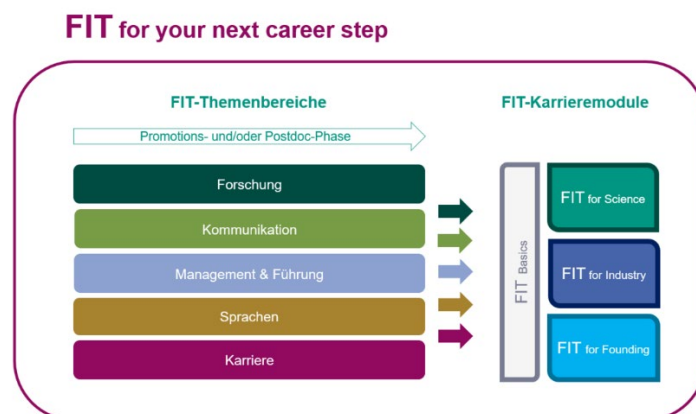 FIT for your next career step
FIT-Themenbereiche
Promotions- und/oder Postdoc-Phase
Forschung
Kommunikation
Management & Führung
Sprachen
Karriere
FIT-Karrieremodule
FIT Basics
FIT for Science
FIT for Industry
FIT for Founding